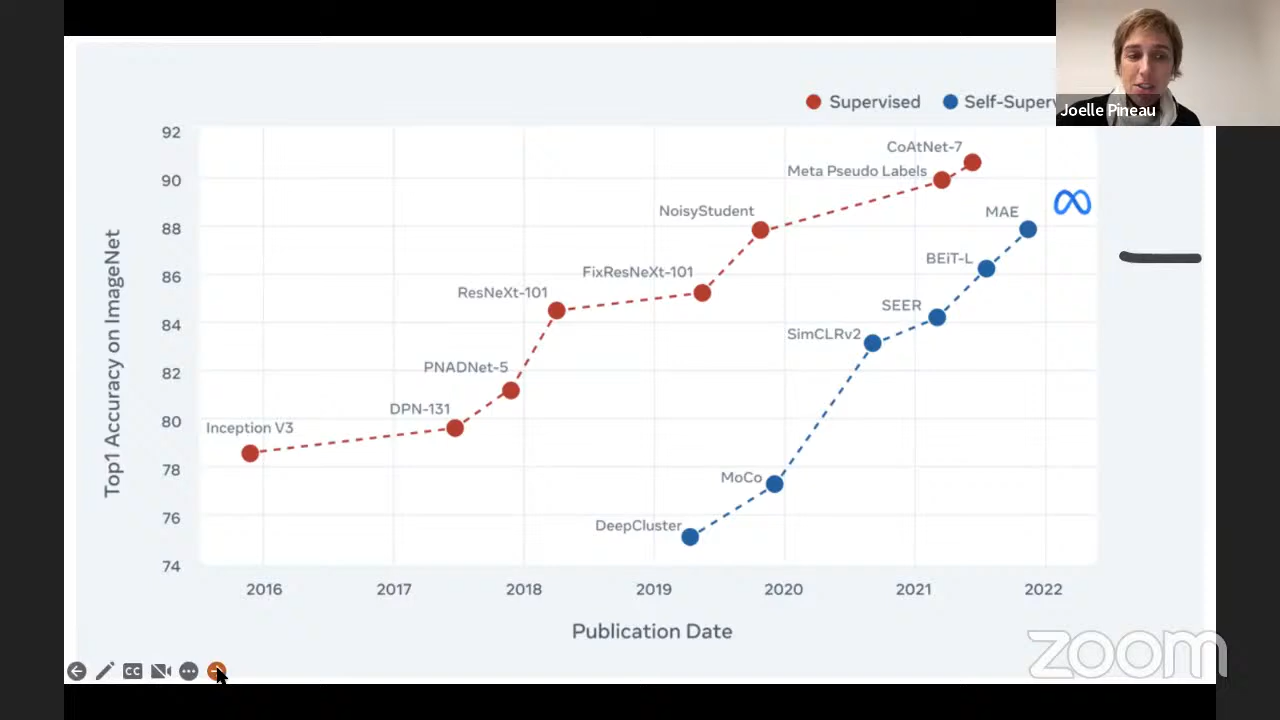 Supervised
Self-Superv
Joelle Pineau
92
90
88
86
84
82
80
78
76
74
Top1 Accuracy on ImageNet
CoAtNet-7
Meta Pseudo Labels
NoisyStudent
MAE
BEiT-L
FixResNeXt-101
ResNeXt-101
SEER
SimCLRv2
PNADNet-5
DPN-131
Inception V3
MoCo
DeepCluster
2016
2017
2018
2019
2020
2021
2022
Publication Date
zoom
CC